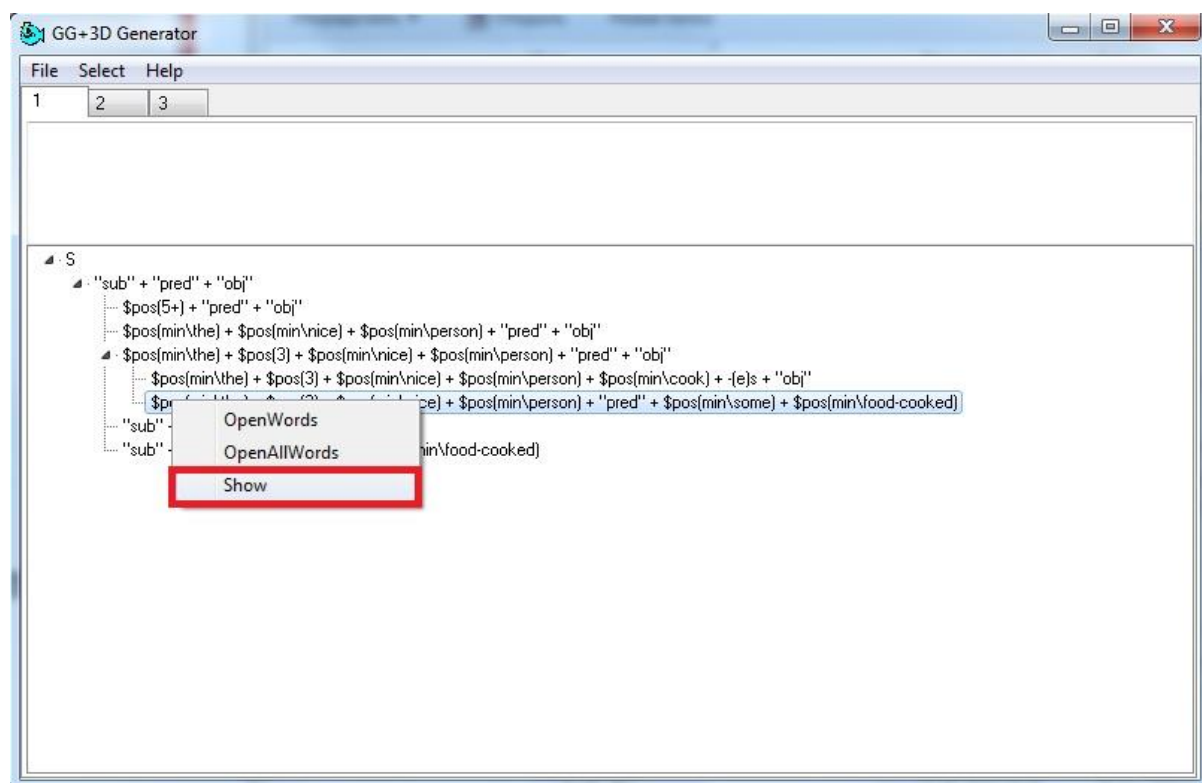 GG+3D Generator
File Select Help
1 2 3
S
"sub" + "pred" + "obj"
$pos(5+) + "pred" + "obj"
$pos(min\the) + $pos(min\nice) + $pos(min\person) + "pred" + "obj"
$pos(min\the) + $pos(3) + $pos(min\nice) + $pos(min\person) + "pred" + "obj"
$pos(min\the) + $pos(3) + $pos(min\nice) + $pos(min\person) + $pos(min\cook) + -(e)s + "obj"
+ $pos(min\person) + "pred" + $pos(min\some) + $pos(min\food-cooked)
"sub"
"sub" min\food-cooked)
OpenWords
OpenAllWords
Show